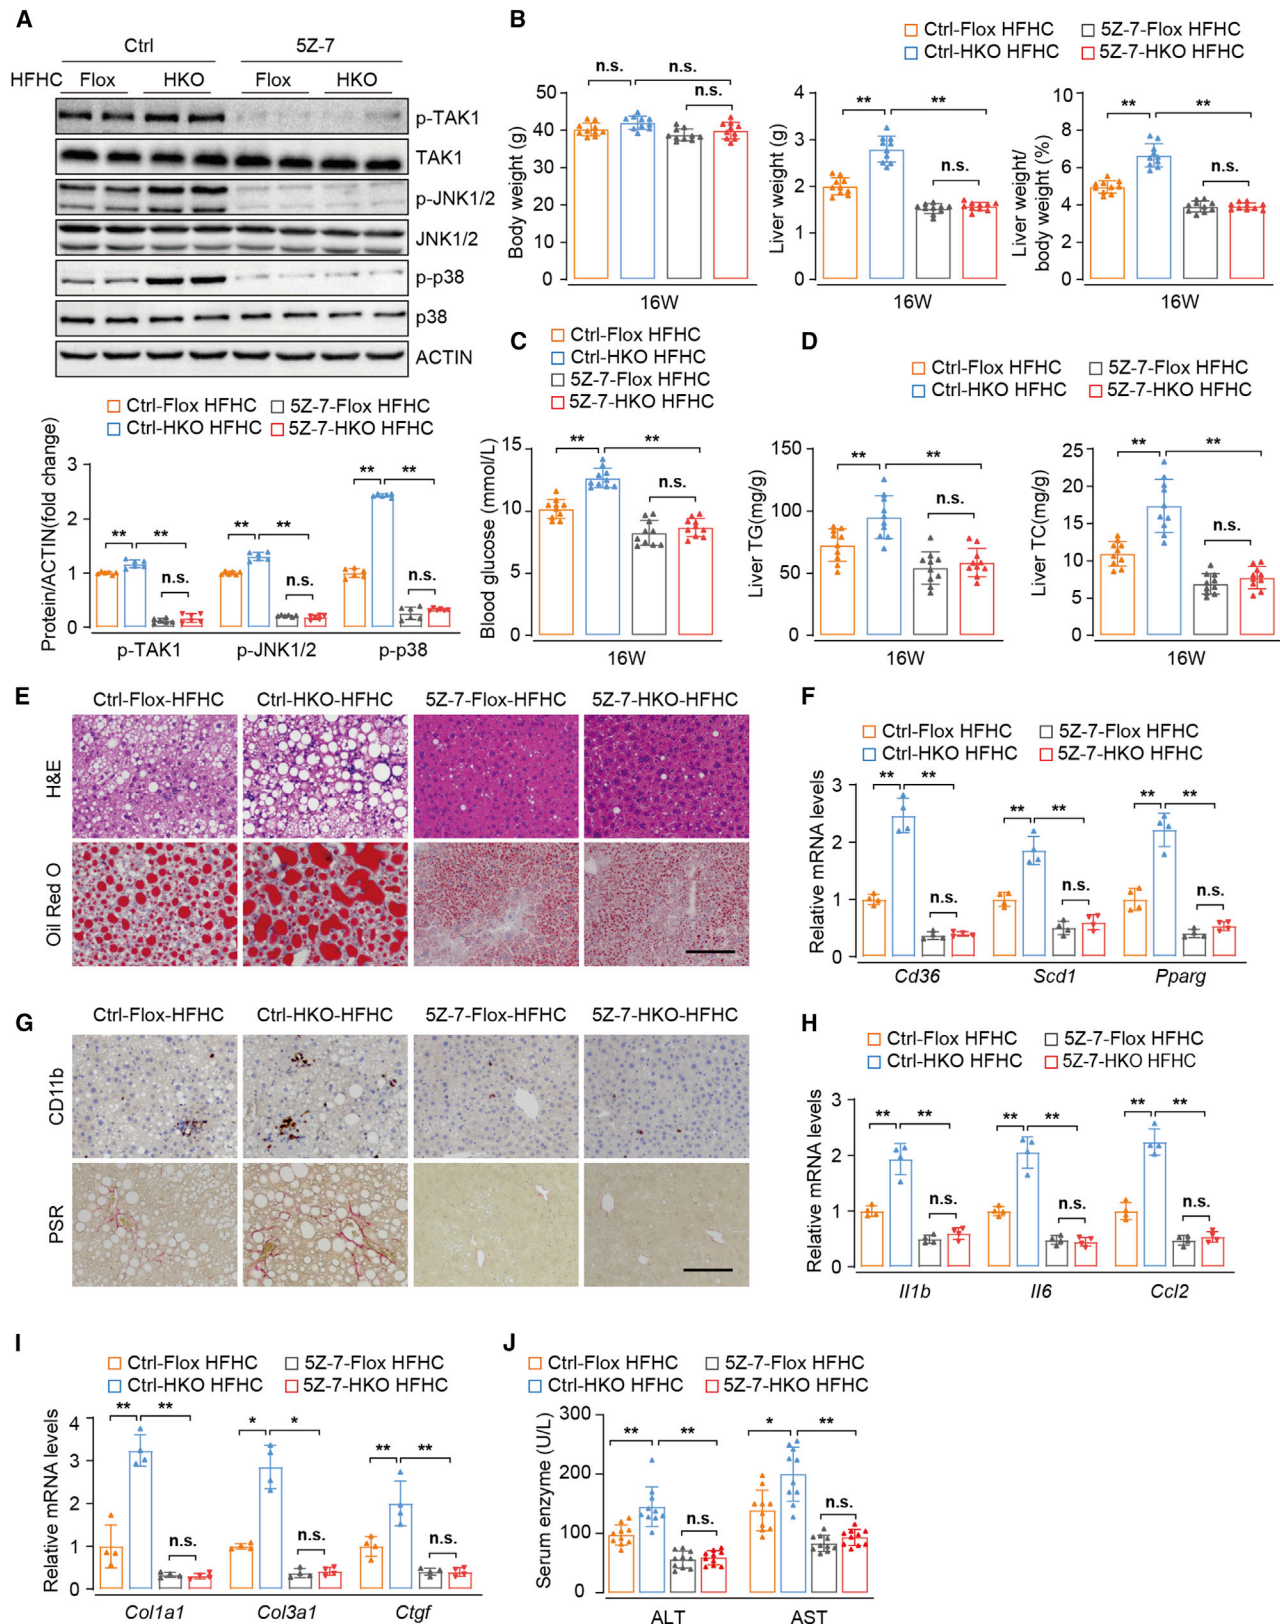 A
Ctrl 5Z-7
HFHC Flox HKO Flox HKO
p-TAK1
TAK1
p-JNK1/2
JNK1/2
p-p38
p38
ACTIN
Ctrl-Flox HFHC 5Z-7-Flox HFHC
Ctrl-HKO HFHC 5Z-7-HKO HFHC
Protein/ACTIN(fold change)
3
2
1
0
** ** n.s.
** ** n.s.
** ** n.s.
p-TAK1 p-JNK1/2 p-p38
B
Ctrl-Flox HFHC 5Z-7-Flox HFHC
Ctrl-HKO HFHC 5Z-7-HKO HFHC
Body weight (g)
50
40
30
20
10
0
n.s. n.s.
n.s.
16W
Liver weight (g)
4
3
2
1
0
** **
n.s.
16W
Liver weight/
body weight (%)
10
8
6
4
2
0
** **
n.s.
16W
C
Ctrl-Flox HFHC
Ctrl-HKO HFHC
5Z-7-Flox HFHC
5Z-7-HKO HFHC
Blood glucose (mmol/L)
15
10
5
0
** **
n.s.
16W
D
Ctrl-Flox HFHC 5Z-7-Flox HFHC
Ctrl-HKO HFHC 5Z-7-HKO HFHC
Liver TG(mg/g)
150
100
50
0
** **
n.s.
16W
Liver TC(mg/g)
25
20
15
10
5
0
** **
n.s.
16W
E
Ctrl-Flox-HFHC Ctrl-HKO-HFHC 5Z-7-Flox-HFHC 5Z-7-HKO-HFHC
H&E
Oil Red O
F
Ctrl-Flox HFHC 5Z-7-Flox HFHC
Ctrl-HKO HFHC 5Z-7-HKO HFHC
Relative mRNA levels
3
2
1
0
** ** n.s.
** ** n.s.
** ** n.s.
Cd36 Scd1 Pparg
G
Ctrl-Flox-HFHC Ctrl-HKO-HFHC 5Z-7-Flox-HFHC 5Z-7-HKO-HFHC
CD11b
PSR
H
Ctrl-Flox HFHC 5Z-7-Flox HFHC
Ctrl-HKO HFHC 5Z-7-HKO HFHC
Relative mRNA levels
3
2
1
0
** ** n.s.
** ** n.s.
** ** n.s.
Il1b Il6 Ccl2
I
Ctrl-Flox HFHC 5Z-7-Flox HFHC
Ctrl-HKO HFHC 5Z-7-HKO HFHC
Relative mRNA levels
4
3
2
1
0
** ** n.s.
* * n.s.
** ** n.s.
Col1a1 Col3a1 Ctgf
J
Ctrl-Flox HFHC 5Z-7-Flox HFHC
Ctrl-HKO HFHC 5Z-7-HKO HFHC
Serum enzyme (U/L)
300
200
100
0
** ** n.s.
* ** n.s.
ALT AST